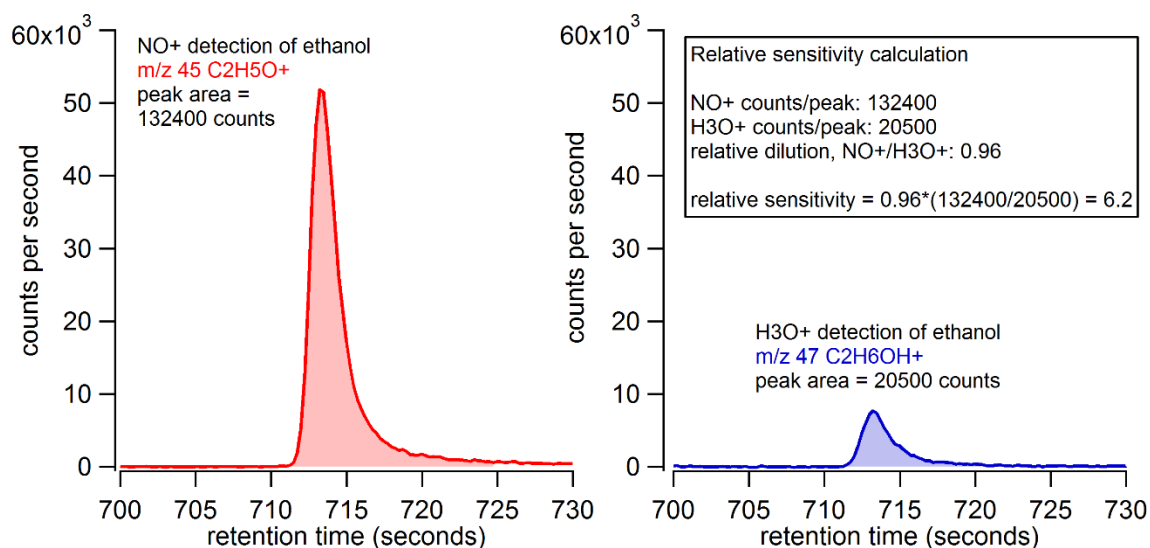 60x10³
50
40
30
20
10
0
counts per second
NO+ detection of ethanol
m/z 45 C2H5O+
peak area =
132400 counts
700 705 710 715 720 725 730
retention time (seconds)
60x10³
50
40
30
20
10
0
counts per second
Relative sensitivity calculation
NO+ counts/peak: 132400
H3O+ counts/peak: 20500
relative dilution, NO+/H3O+: 0.96
relative sensitivity = 0.96*(132400/20500) = 6.2
H3O+ detection of ethanol
m/z 47 C2H6OH+
peak area = 20500 counts
700 705 710 715 720 725 730
retention time (seconds)